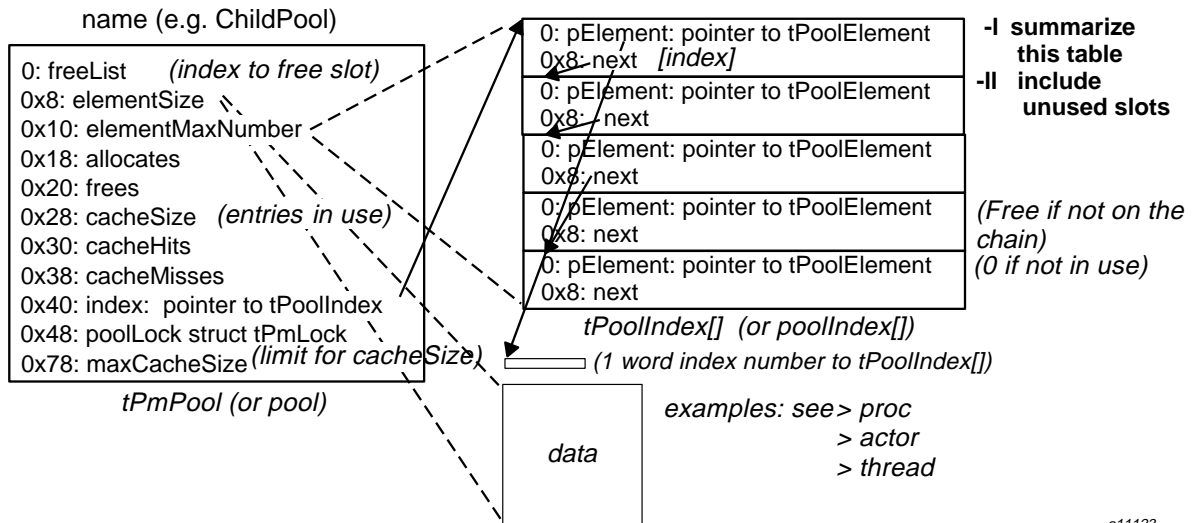 name (e.g. ChildPool)
0: freeList (index to free slot)
0x8: elementSize
0x10: elementMaxNumber
0x18: allocates
0x20: frees
0x28: cacheSize (entries in use)
0x30: cacheHits
0x38: cacheMisses
0x40: index: pointer to tPoolIndex
0x48: poolLock struct tPmLock
0x78: maxCacheSize (limit for cacheSize)
tPmPool (or pool)
0: pElement: pointer to tPoolElement
0x8: next [index]
0: pElement: pointer to tPoolElement
0x8: next
0: pElement: pointer to tPoolElement
0x8: next
0: pElement: pointer to tPoolElement
0x8: next
0: pElement: pointer to tPoolElement
0x8: next
tPoolIndex[] (or poolIndex[])
-l summarize
this table
-ll include
unused slots
(Free if not on the
chain)
(0 if not in use)
(1 word index number to tPoolIndex[])
data
examples: see > proc
> actor
> thread